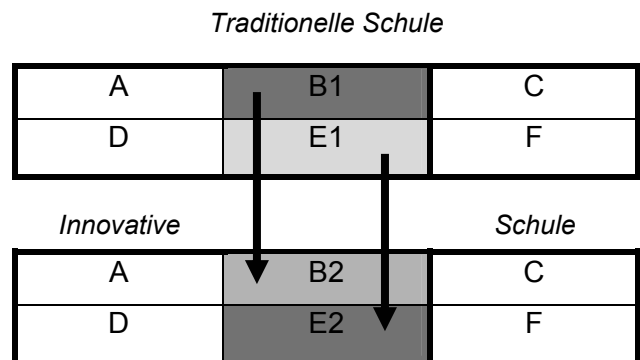 Traditionelle Schule
A B1 C
D E1 F
Innovative Schule
A B2 C
D E2 F